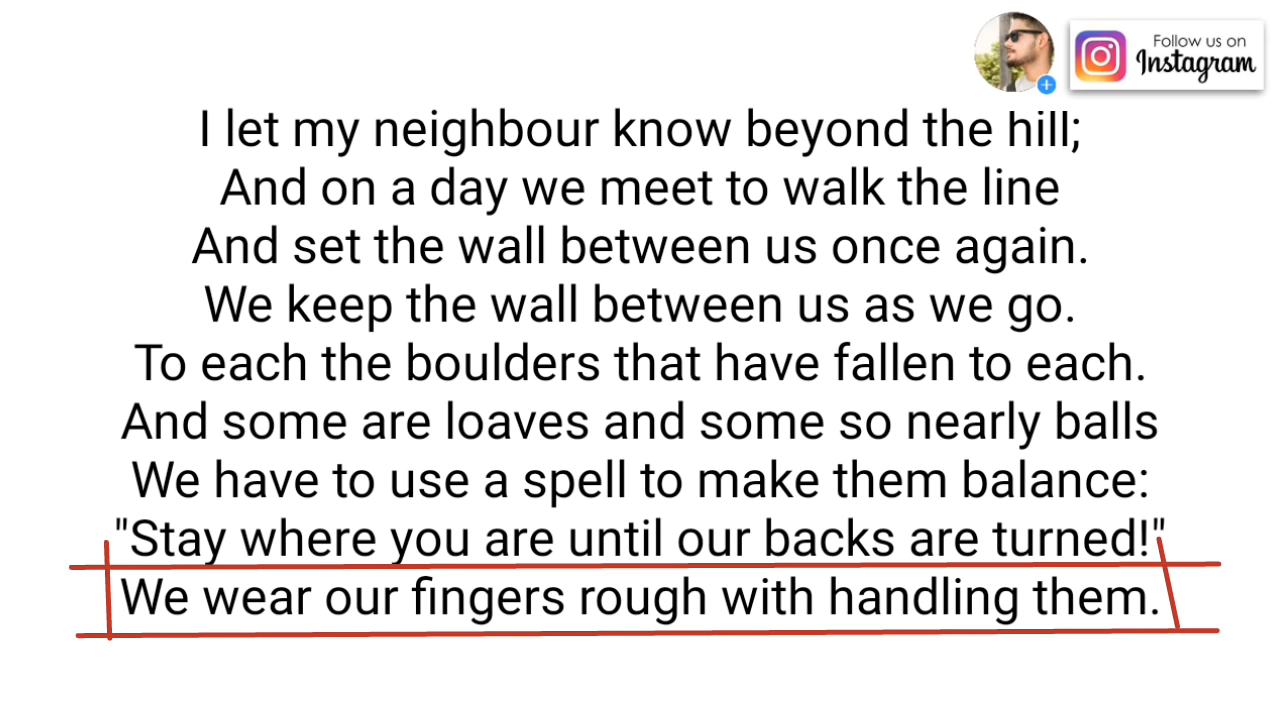 Follow us on
Instagram
I let my neighbour know beyond the hill;
And on a day we meet to walk the line
And set the wall between us once again.
We keep the wall between us as we go.
To each the boulders that have fallen to each.
And some are loaves and some so nearly balls
We have to use a spell to make them balance:
"Stay where you are until our backs are turned!"
We wear our fingers rough with handling them.